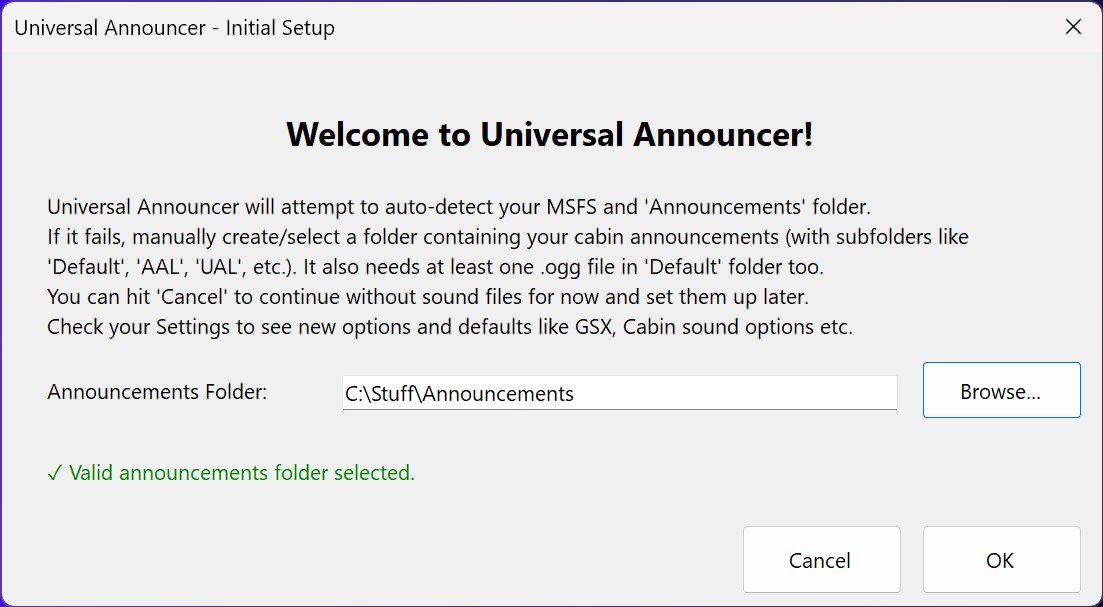 Universal Announcer - Initial Setup
Welcome to Universal Announcer!
Universal Announcer will attempt to auto-detect your MSFS and 'Announcements' folder.
If it fails, manually create/select a folder containing your cabin announcements (with subfolders like
'Default', 'AAL', 'UAL', etc.). It also needs at least one .ogg file in 'Default' folder too.
You can hit 'Cancel' to continue without sound files for now and set them up later.
Check your Settings to see new options and defaults like GSX, Cabin sound options etc.
Announcements Folder: C:\Stuff\Announcements Browse...
✓ Valid announcements folder selected.
Cancel OK